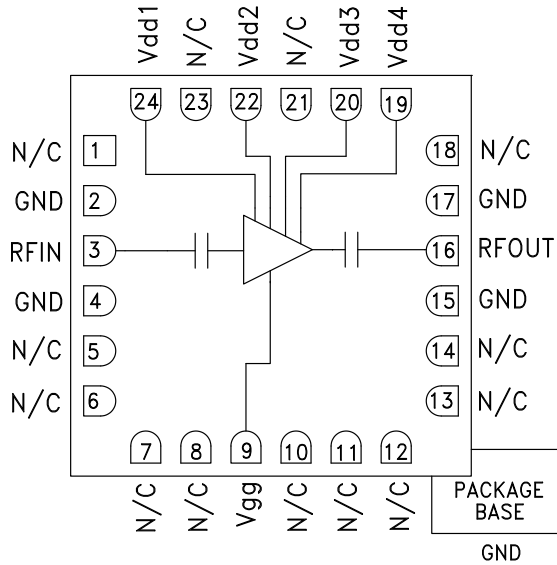 Vdd1
N/C
Vdd2
N/C
Vdd3
Vdd4
24
23
22
21
20
19
N/C 1
GND 2
RFIN 3
GND 4
N/C 5
N/C 6
18 N/C
17 GND
16 RFOUT
15 GND
14 N/C
13 N/C
7
8
9
10
11
12
N/C
N/C
Vgg
N/C
N/C
N/C
PACKAGE
BASE
GND